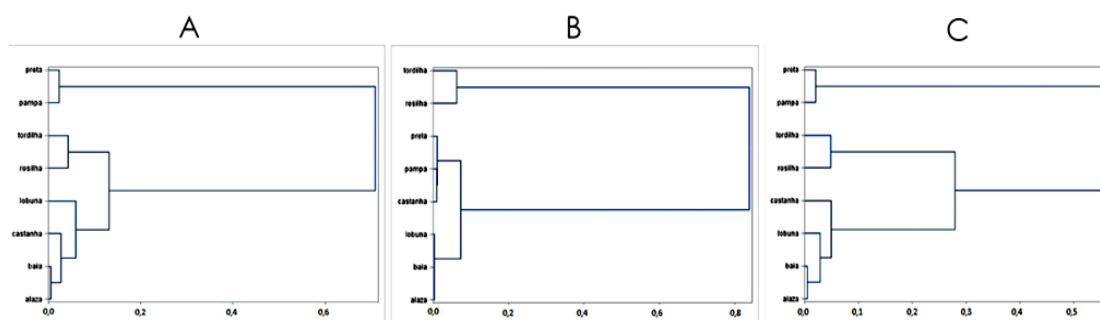 A
preta
pampa
tordilha
rosilha
lobuna
castanha
baia
alaza
0,0 0,2 0,4 0,6
B
tordilha
rosilha
preta
pampa
castanha
lobuna
baia
alaza
0,0 0,2 0,4 0,6 0,8
C
preta
pampa
tordilha
rosilha
castanha
lobuna
baia
alaza
0,0 0,1 0,2 0,3 0,4 0,5